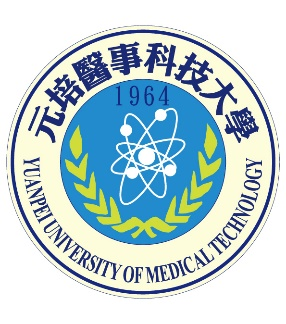 元培醫事科技大學
1964
YUANPEI UNIVERSITY OF MEDICAL TECHNOLOGY